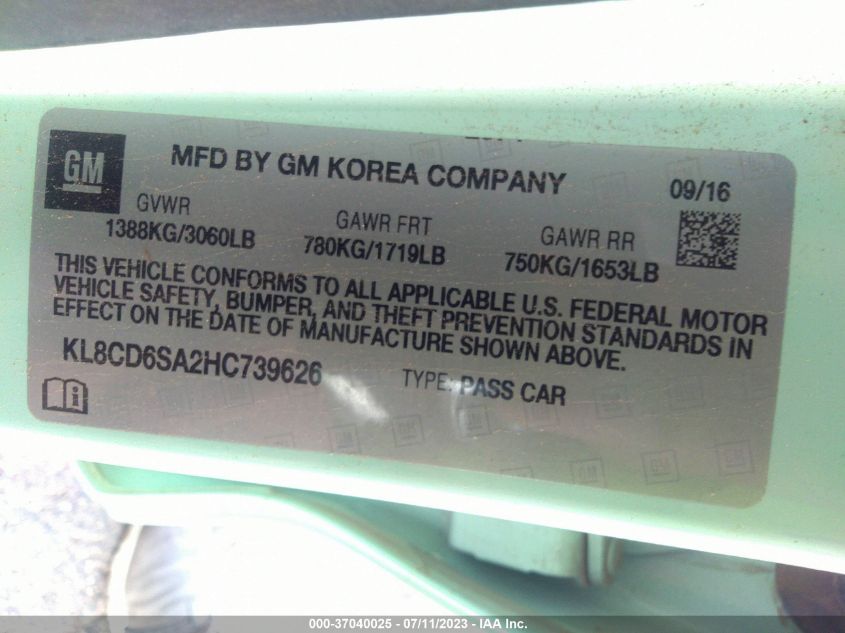 GM
MFD BY GM KOREA COMPANY
09/16
GVWR
1388KG/3060LB
GAWR FRT
780KG/1719LB
GAWR RR
750KG/1653LB
THIS VEHICLE CONFORMS TO ALL APPLICABLE U.S. FEDERAL MOTOR
VEHICLE SAFETY, BUMPER, AND THEFT PREVENTION STANDARDS IN
EFFECT ON THE DATE OF MANUFACTURE SHOWN ABOVE.
KL8CD6SA2HC739626
TYPE: PASS CAR
000-37040025 - 07/11/2023 - IAA Inc.